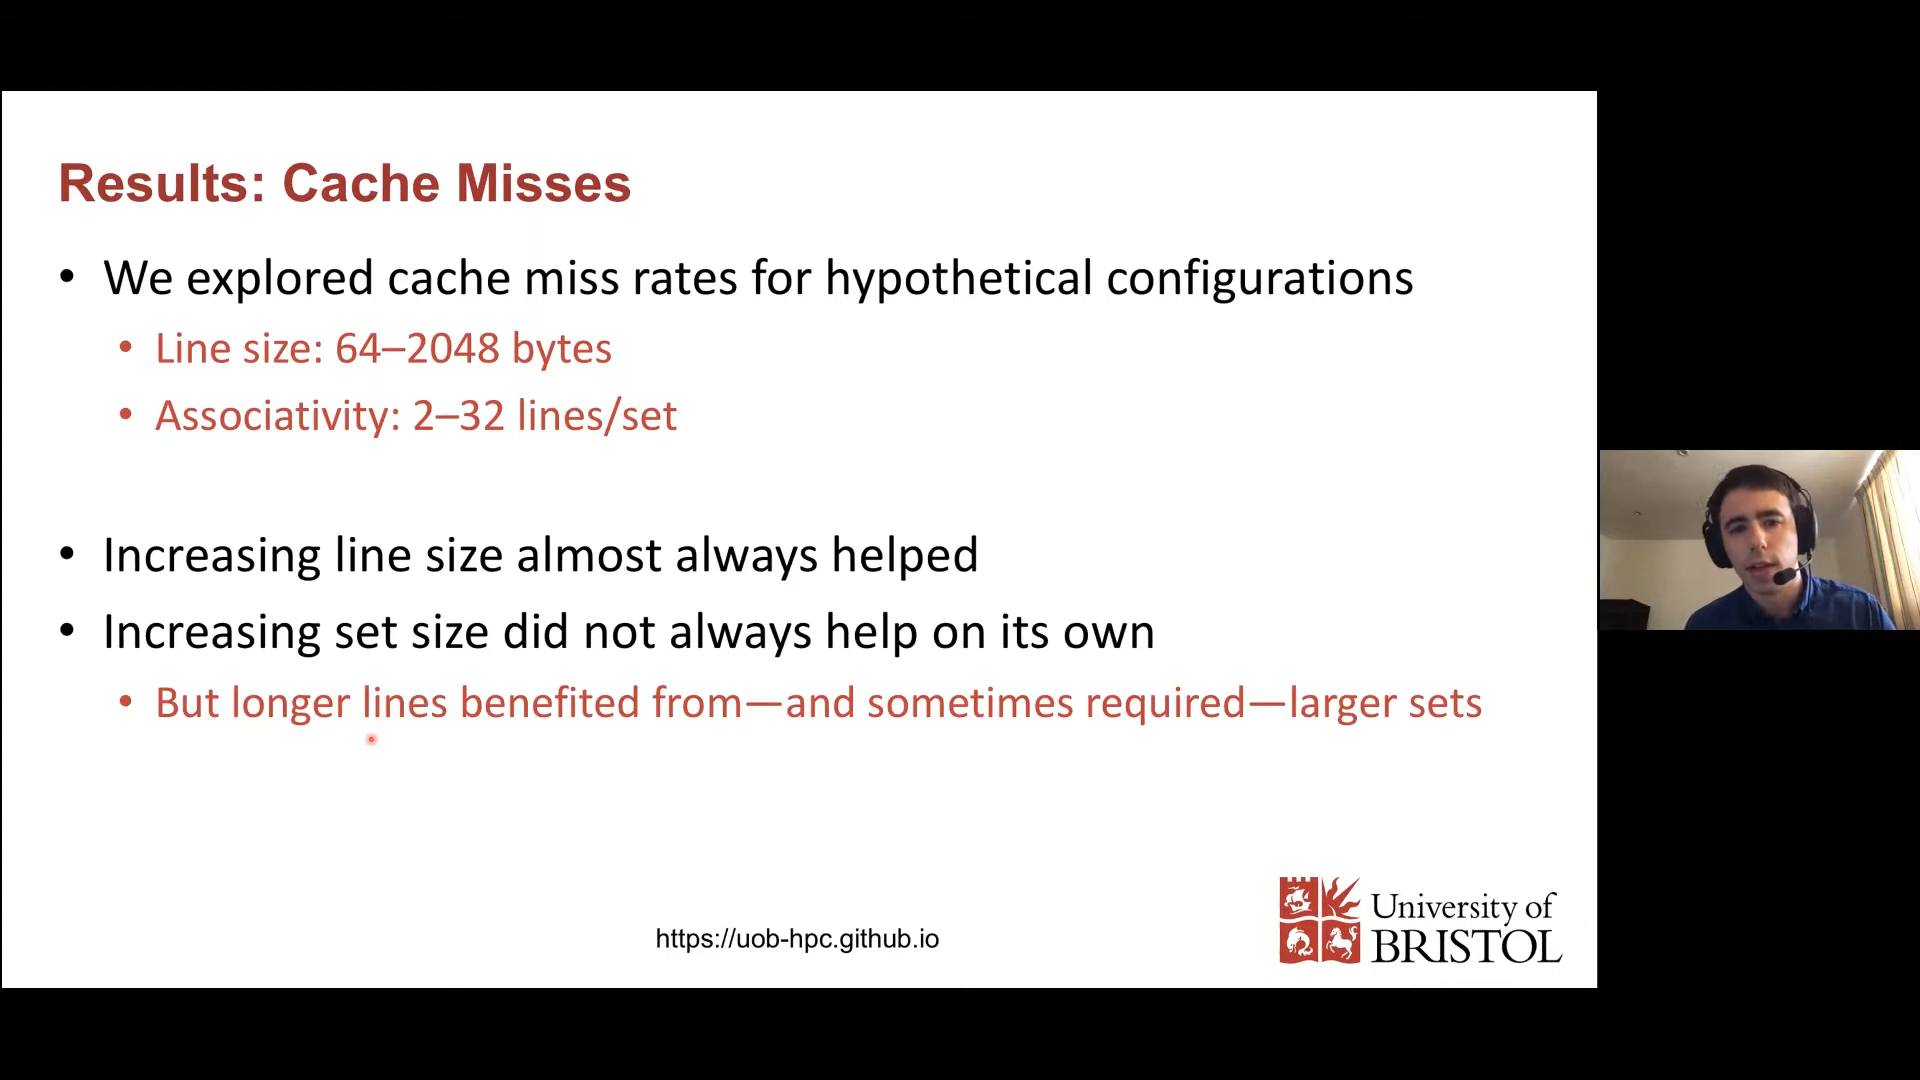 Results: Cache Misses
• We explored cache miss rates for hypothetical configurations
• Line size: 64–2048 bytes
• Associativity: 2–32 lines/set
• Increasing line size almost always helped
• Increasing set size did not always help on its own
• But longer lines benefited from—and sometimes required—larger sets
https://uob-hpc.github.io
University of
BRISTOL